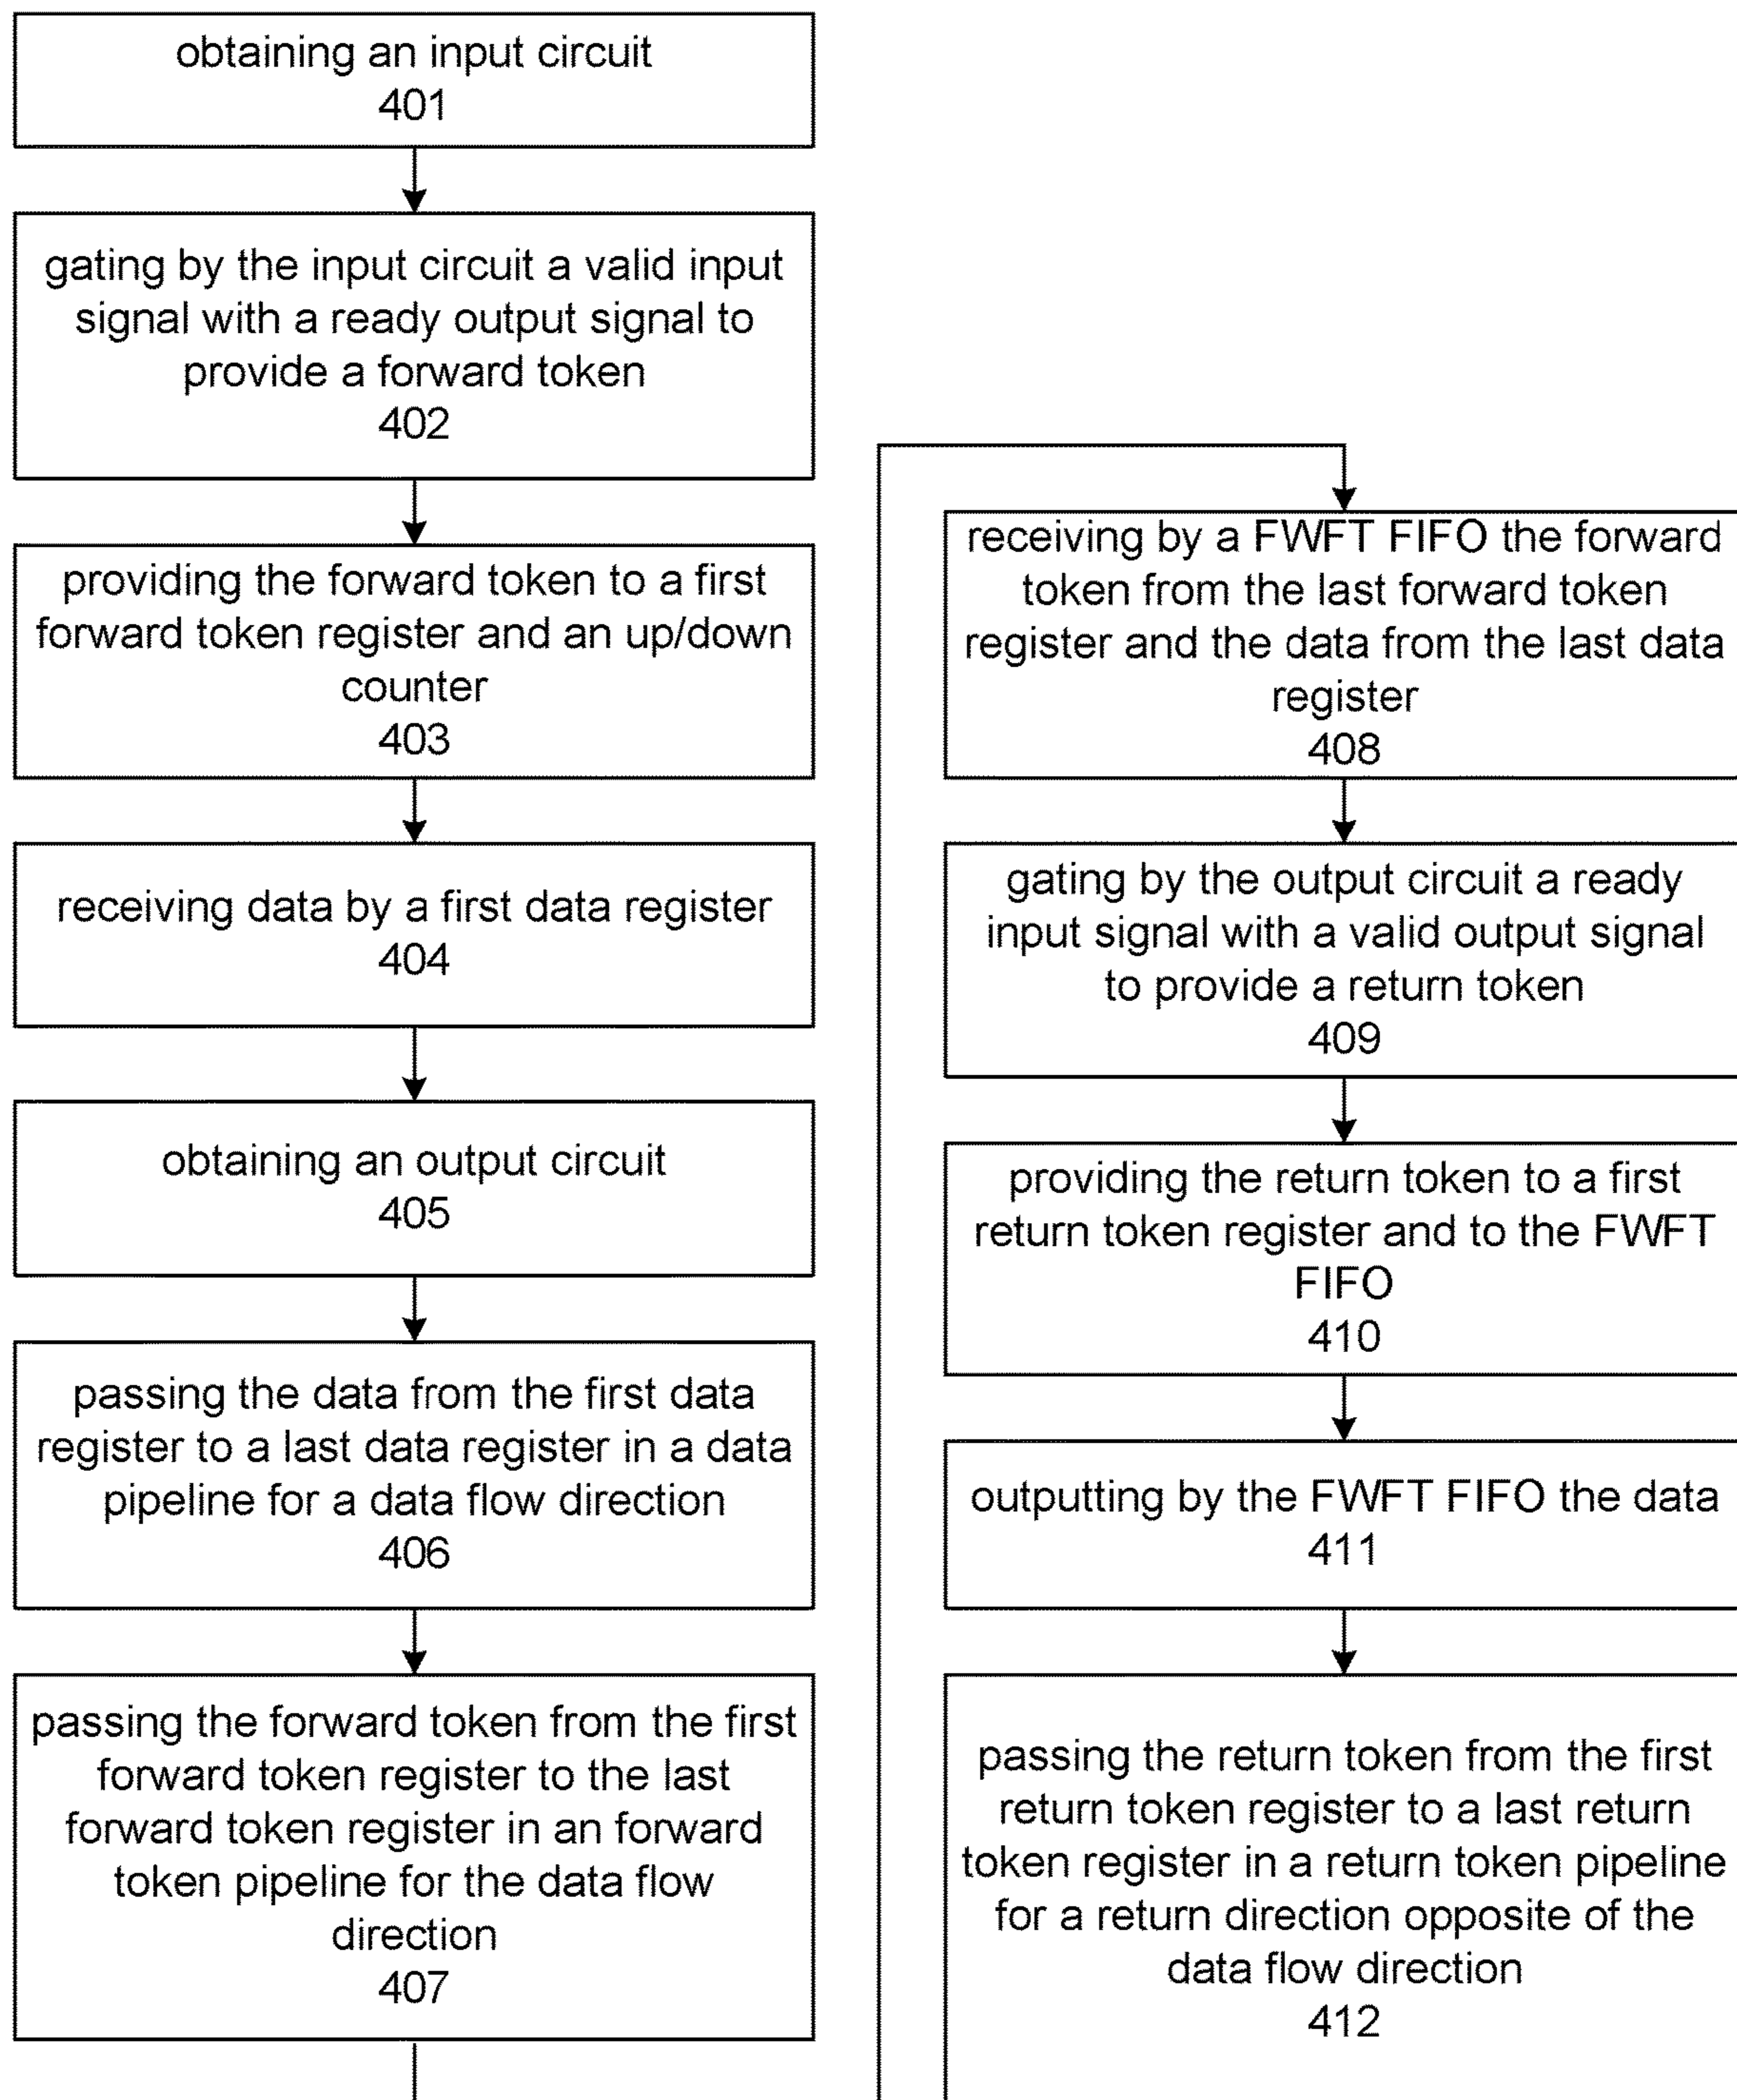 obtaining an input circuit
401
gating by the input circuit a valid input
signal with a ready output signal to
provide a forward token
402
providing the forward token to a first
forward token register and an up/down
counter
403
receiving data by a first data register
404
obtaining an output circuit
405
passing the data from the first data
register to a last data register in a data
pipeline for a data flow direction
406
passing the forward token from the first
forward token register to the last
forward token register in an forward
token pipeline for the data flow
direction
407
receiving by a FWFT FIFO the forward
token from the last forward token
register and the data from the last data
register
408
gating by the output circuit a ready
input signal with a valid output signal
to provide a return token
409
providing the return token to a first
return token register and to the FWFT
FIFO
410
outputting by the FWFT FIFO the data
411
passing the return token from the first
return token register to a last return
token register in a return token pipeline
for a return direction opposite of the
data flow direction
412